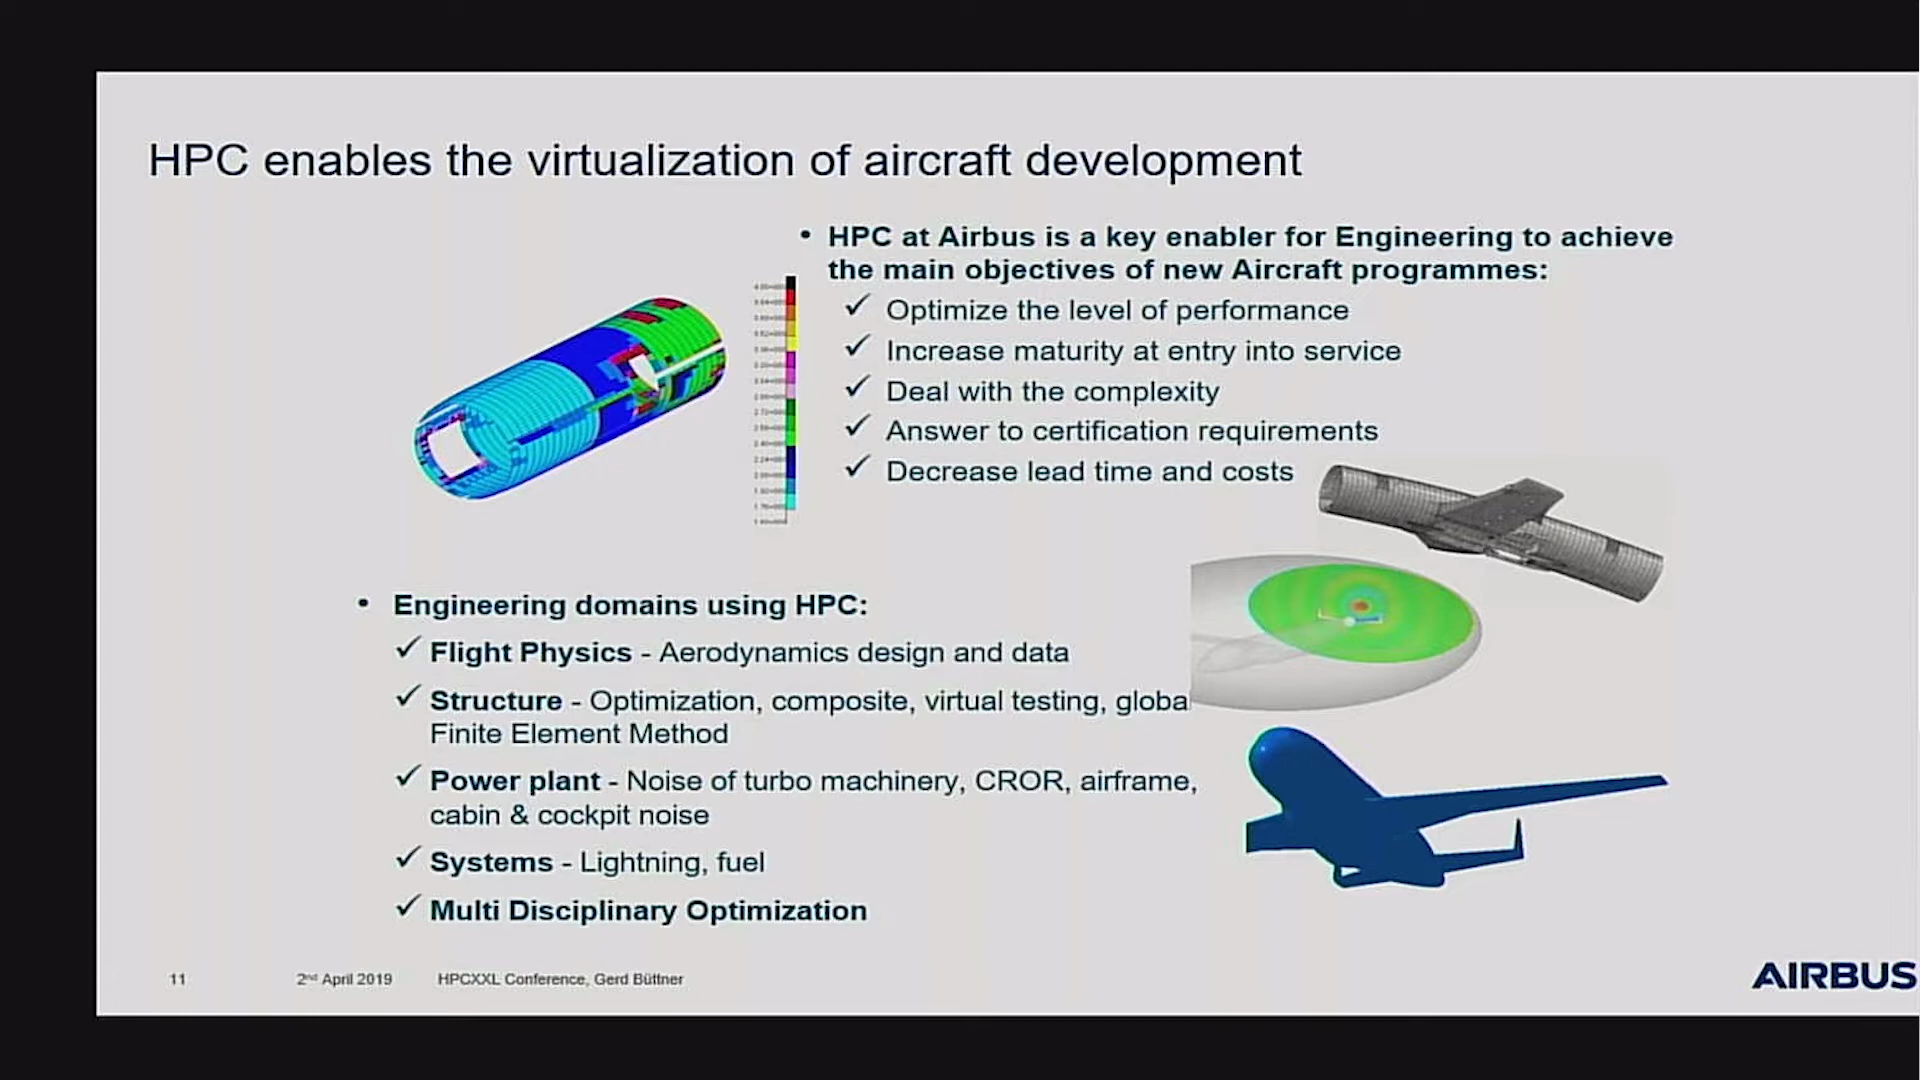 HPC enables the virtualization of aircraft development
• HPC at Airbus is a key enabler for Engineering to achieve
the main objectives of new Aircraft programmes:
✓ Optimize the level of performance
✓ Increase maturity at entry into service
✓ Deal with the complexity
✓ Answer to certification requirements
✓ Decrease lead time and costs
• Engineering domains using HPC:
✓ Flight Physics - Aerodynamics design and data
✓ Structure - Optimization, composite, virtual testing, globa
Finite Element Method
✓ Power plant - Noise of turbo machinery, CROR, airframe,
cabin & cockpit noise
✓ Systems - Lightning, fuel
✓ Multi Disciplinary Optimization
11 2nd April 2019 HPCXXL Conference, Gerd Büttner
AIRBUS